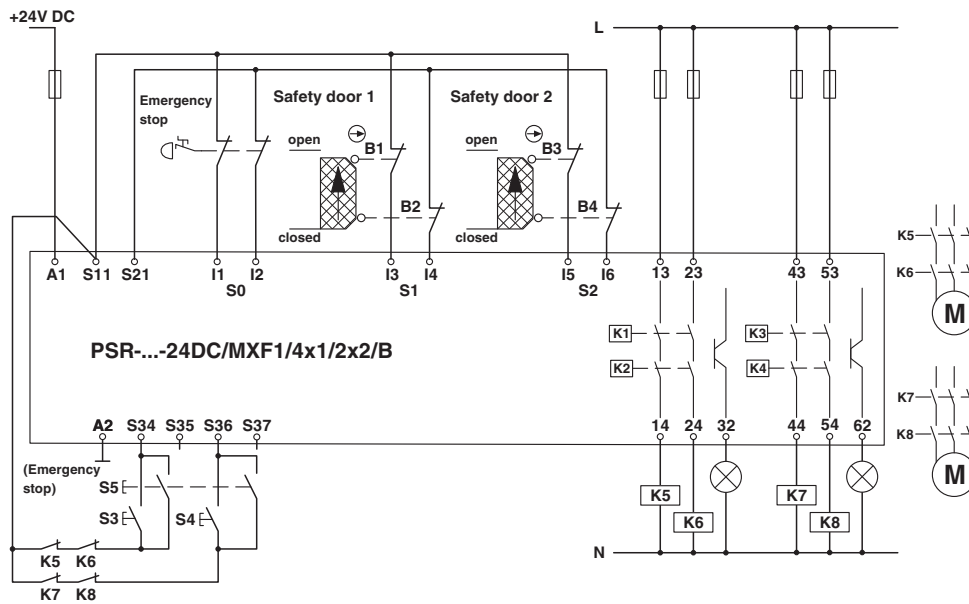 +24V DC
L
Emergency
stop
Safety door 1
Safety door 2
open
open
B1
B3
B2
B4
closed
closed
K5
K6
M
A1 S11 S21 I1 I2 I3 I4 I5 I6 13 23 43 53
S0 S1 S2
K1
K3
PSR-...-24DC/MXF1/4x1/2x2/B
K2
K4
K7
K8
M
A2 S34 S35 S36 S37 14 24 32 44 54 62
(Emergency
stop)
S5
S3
S4
K5
K7
K6
K8
N
K5 K6
K7 K8